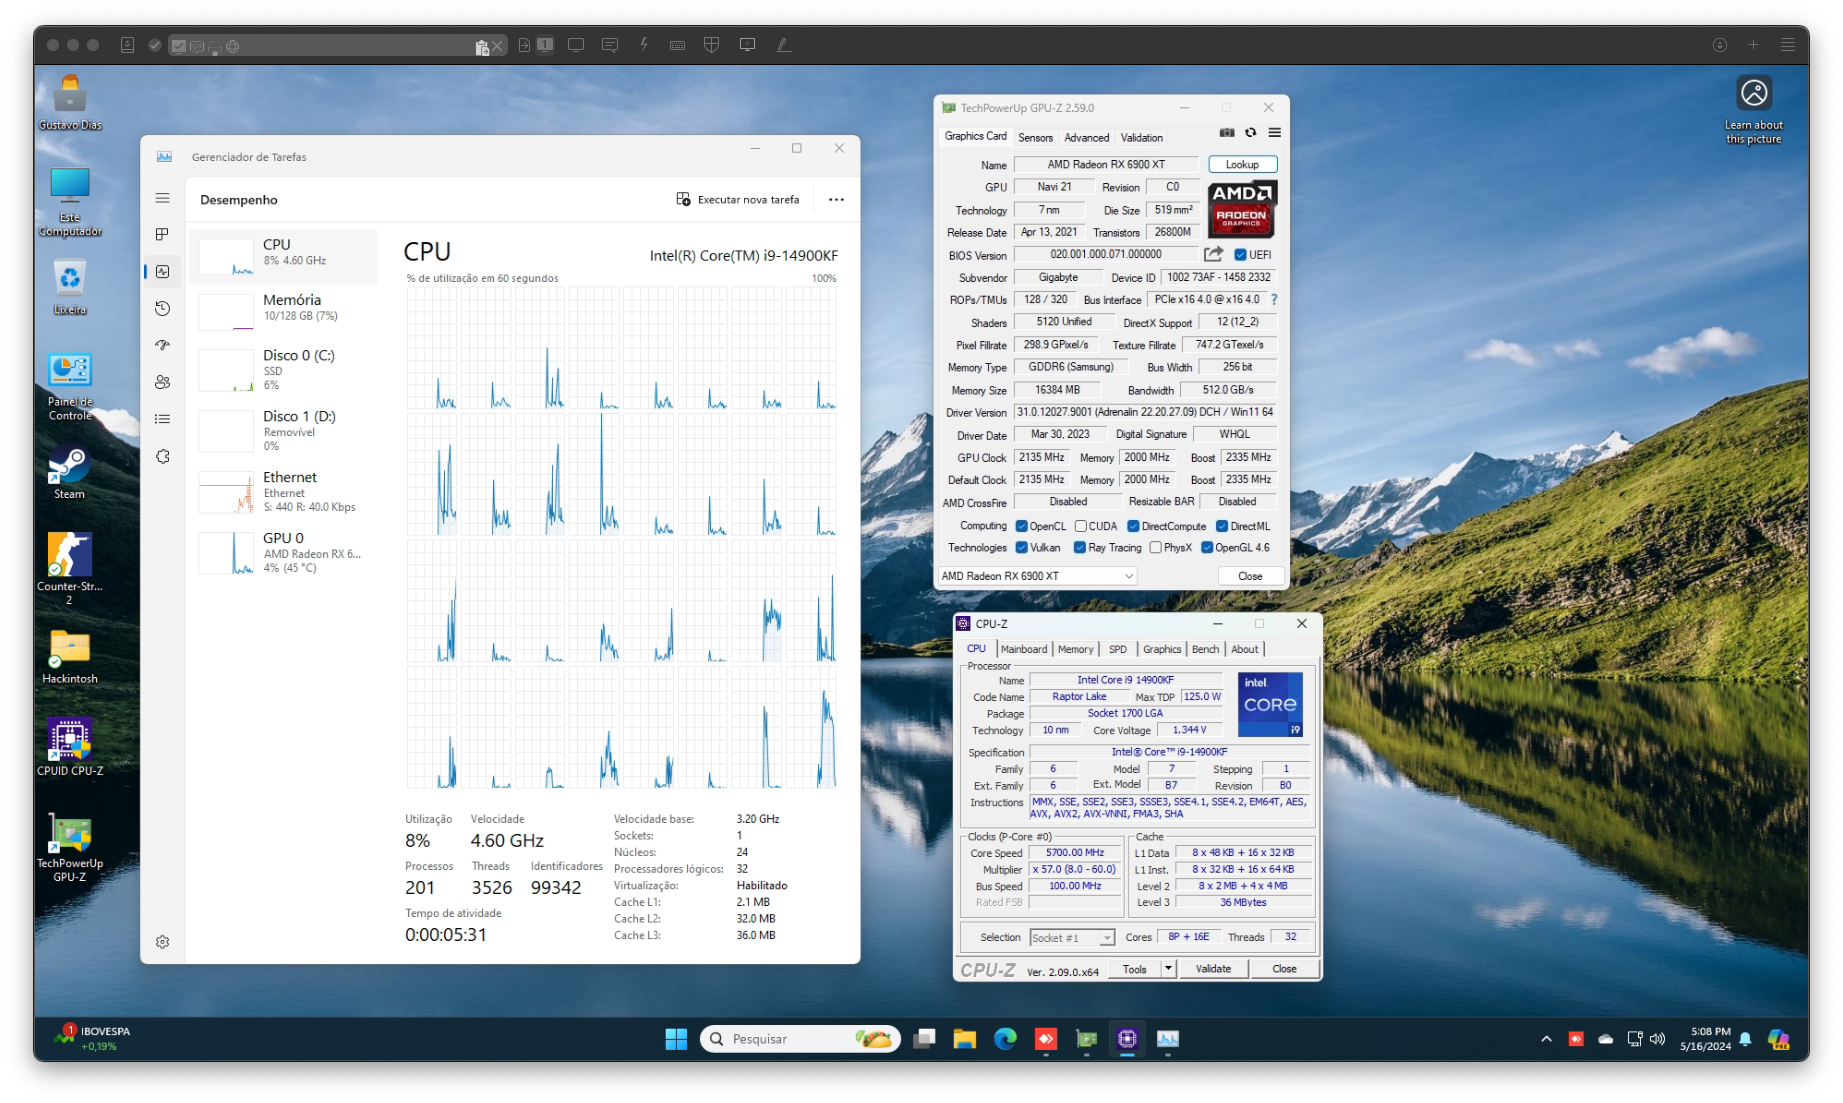 1
Gustavo Dias
Este
Computador
Lixeira
Painel de
Controle
Steam
Counter-Str...
2
Hackintosh
CPUID CPU-Z
TechPowerUp
GPU-Z
Learn about
this picture
Gerenciador de Tarefas
Desempenho
Executar nova tarefa
CPU
8% 4.60 GHz
Memória
10/128 GB (7%)
Disco 0 (C:)
SSD
6%
Disco 1 (D:)
Removível
0%
Ethernet
Ethernet
S: 440 R: 40.0 Kbps
GPU 0
AMD Radeon RX 6...
4% (45 °C)
CPU
Intel(R) Core(TM) i9-14900KF
% de utilização em 60 segundos
100%
Utilização Velocidade
8% 4.60 GHz
Processos Threads Identificadores
201 3526 99342
Tempo de atividade
0:00:05:31
Velocidade base: 3.20 GHz
Sockets: 1
Núcleos: 24
Processadores lógicos: 32
Virtualização: Habilitado
Cache L1: 2.1 MB
Cache L2: 32.0 MB
Cache L3: 36.0 MB
TechPowerUp GPU-Z 2.59.0
Graphics Card Sensors Advanced Validation
Name AMD Radeon RX 6900 XT Lookup
GPU Navi 21 Revision C0
AMD
RADEON
GRAPHICS
Technology 7 nm Die Size 519 mm²
Release Date Apr 13, 2021 Transistors 26800M
BIOS Version 020.001.000.071.000000 UEFI
Subvendor Gigabyte Device ID 1002 73AF - 1458 2332
ROPs/TMUs 128 / 320 Bus Interface PCIe x16 4.0 @ x16 4.0 ?
Shaders 5120 Unified DirectX Support 12 (12_2)
Pixel Fillrate 298.9 GPixel/s Texture Fillrate 747.2 GTexel/s
Memory Type GDDR6 (Samsung) Bus Width 256 bit
Memory Size 16384 MB Bandwidth 512.0 GB/s
Driver Version 31.0.12027.9001 (Adrenalin 22.20.27.09) DCH / Win11 64
Driver Date Mar 30, 2023 Digital Signature WHQL
GPU Clock 2135 MHz Memory 2000 MHz Boost 2335 MHz
Default Clock 2135 MHz Memory 2000 MHz Boost 2335 MHz
AMD CrossFire Disabled Resizable BAR Disabled
Computing OpenCL CUDA DirectCompute DirectML
Technologies Vulkan Ray Tracing PhysX OpenGL 4.6
AMD Radeon RX 6900 XT Close
CPU-Z
CPU Mainboard Memory SPD Graphics Bench About
Processor
Name Intel Core i9 14900KF
Code Name Raptor Lake Max TDP 125.0 W
Package Socket 1700 LGA
Technology 10 nm Core Voltage 1.344 V
intel
CORE
i9
Specification Intel® Core™ i9-14900KF
Family 6 Model 7 Stepping 1
Ext. Family 6 Ext. Model B7 Revision B0
Instructions MMX, SSE, SSE2, SSE3, SSSE3, SSE4.1, SSE4.2, EM64T, AES,
AVX, AVX2, AVX-VNNI, FMA3, SHA
Clocks (P-Core #0)
Core Speed 5700.00 MHz
Multiplier x 57.0 (8.0 - 60.0)
Bus Speed 100.00 MHz
Rated FSB
Cache
L1 Data 8 x 48 KB + 16 x 32 KB
L1 Inst. 8 x 32 KB + 16 x 64 KB
Level 2 8 x 2 MB + 4 x 4 MB
Level 3 36 MBytes
Selection Socket #1 Cores 8P + 16E Threads 32
CPU-Z Ver. 2.09.0.x64 Tools Validate Close
1
IBOVESPA
+0,19%
Pesquisar
5:08 PM
5/16/2024
PRE